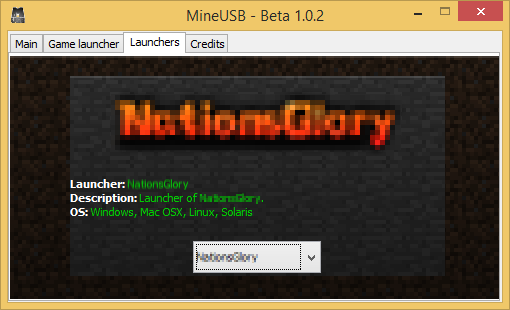 MineUSB - Beta 1.0.2
Main Game launcher Launchers Credits
NationsGlory
Launcher: NationsGlory
Description: Launcher of NationsGlory.
OS: Windows, Mac OSX, Linux, Solaris
NationsGlory